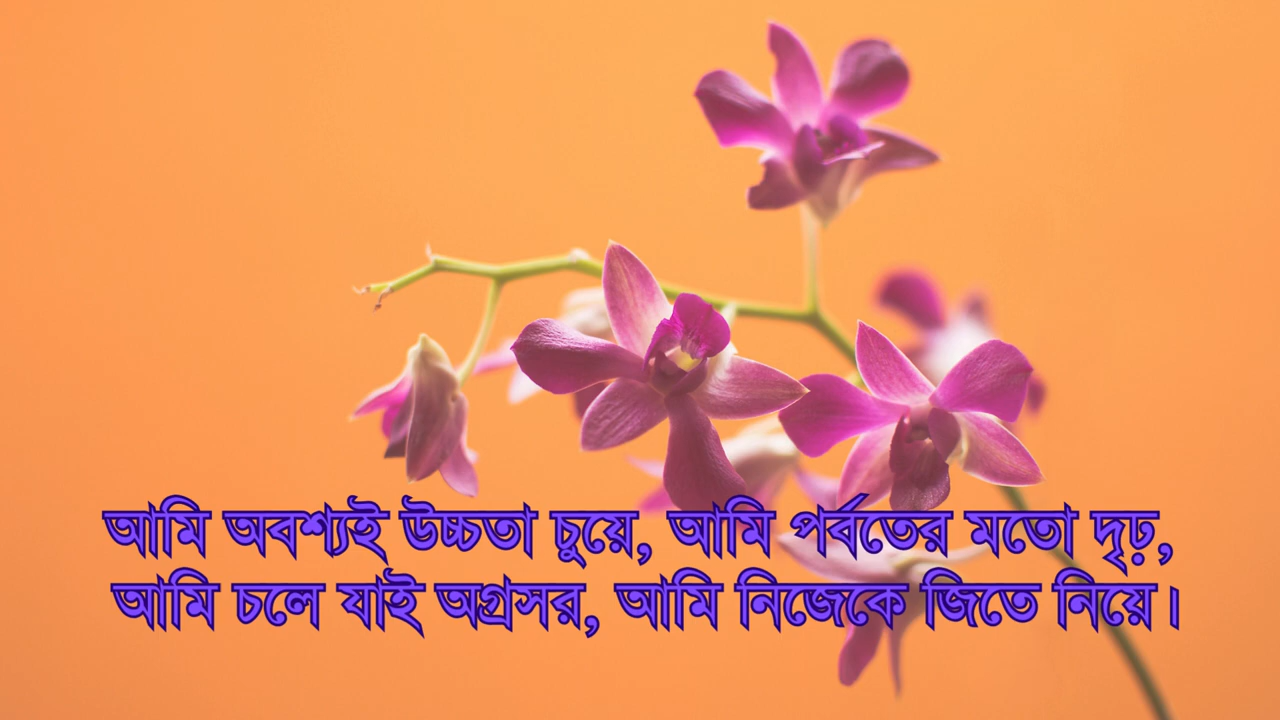 আমি অবশ্যই উচ্চতা চুয়ে, আমি পর্বতের মতো দৃঢ়,
আমি চলে যাই অগ্রসর, আমি নিজেকে জিতে নিয়ে।